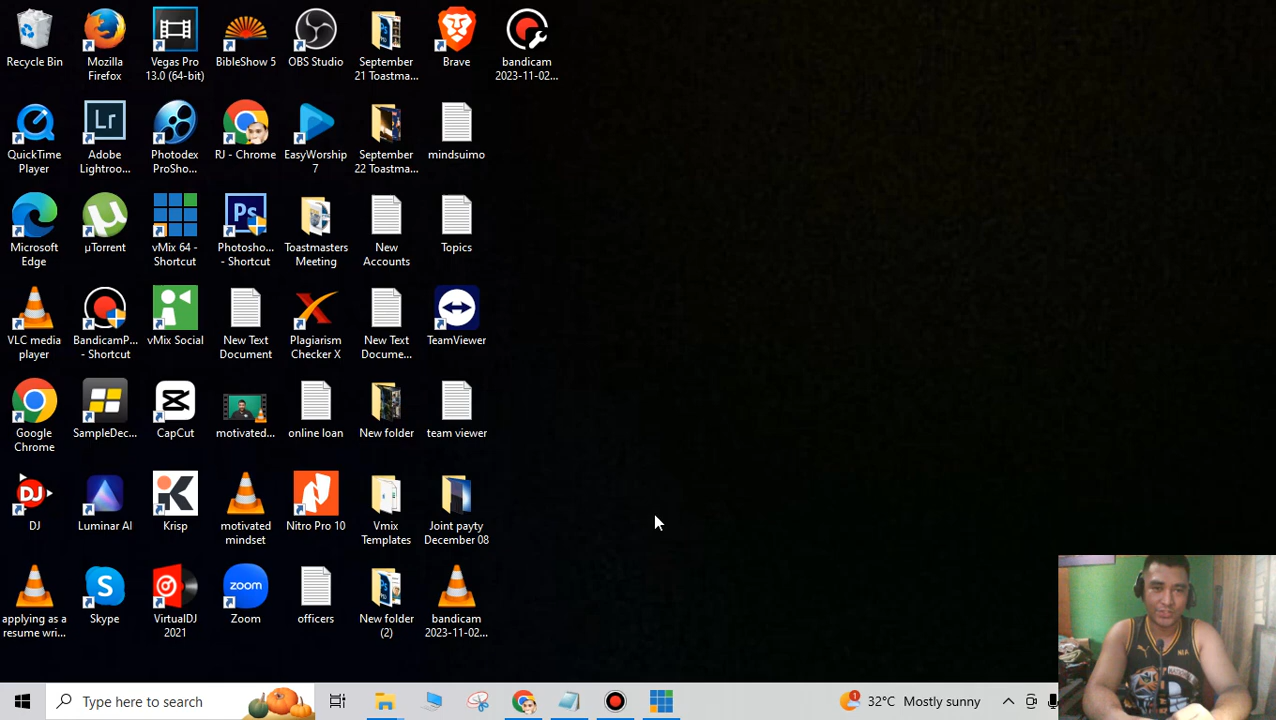 Recycle Bin
Mozilla
Firefox
Vegas Pro
13.0 (64-bit)
BibleShow 5
OBS Studio
September
21 Toastma...
Brave
bandicam
2023-11-02...
QuickTime
Player
Lr
Adobe
Lightroo...
Photodex
ProSho...
RJ - Chrome
EasyWorship
7
September
22 Toastma...
mindsuimo
Microsoft
Edge
µTorrent
vMix 64 -
Shortcut
Ps
Photosho...
- Shortcut
Toastmasters
Meeting
New
Accounts
Topics
VLC media
player
BandicamP...
- Shortcut
vMix Social
New Text
Document
Plagiarism
Checker X
New Text
Docume...
TeamViewer
Google
Chrome
SampleDec...
CapCut
motivated...
online loan
New folder
team viewer
DJ
DJ
Luminar AI
Krisp
motivated
mindset
Nitro Pro 10
Vmix
Templates
Joint payty
December 08
applying as a
resume wri...
Skype
VirtualDJ
2021
zoom
Zoom
officers
New folder
(2)
bandicam
2023-11-02...
Type here to search
1
32°C Mostly sunny